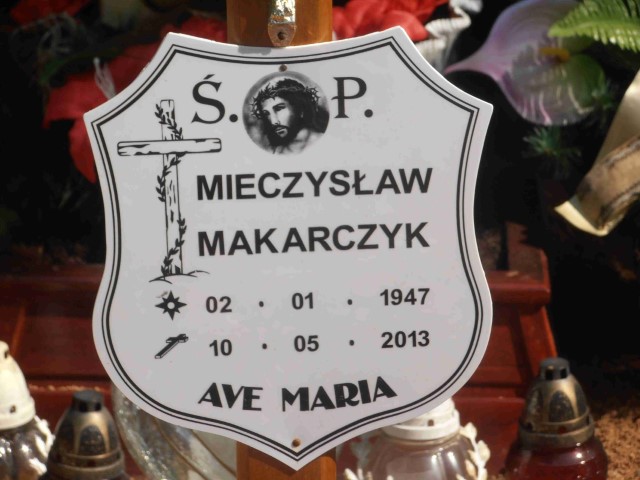 Ś. P.
MIECZYSŁAW
MAKARCZYK
02 . 01 . 1947
10 . 05 . 2013
AVE MARIA